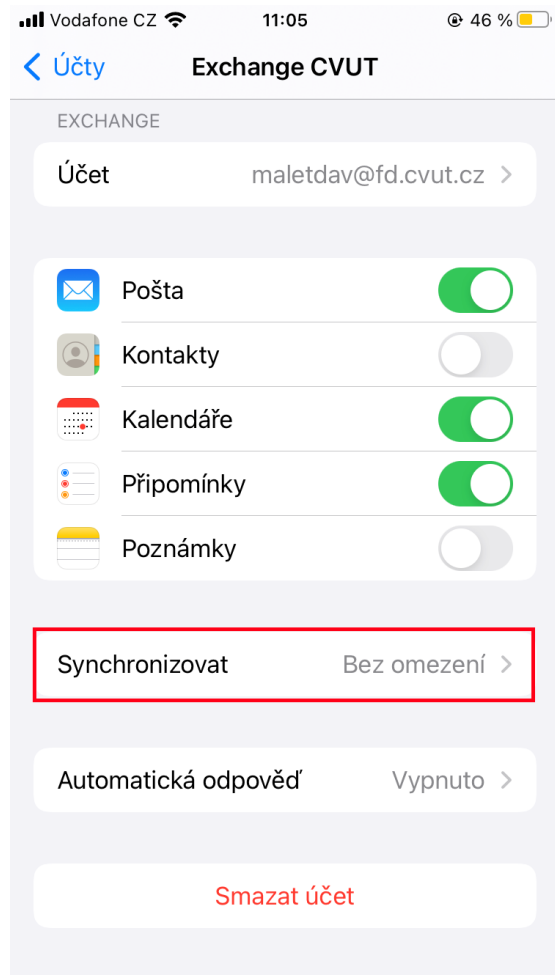 Vodafone CZ 11:05 46 %
Účty Exchange CVUT
EXCHANGE
Účet maletdav@fd.cvut.cz
Pošta
Kontakty
Kalendáře
Připomínky
Poznámky
Synchronizovat Bez omezení
Automatická odpověď Vypnuto
Smazat účet